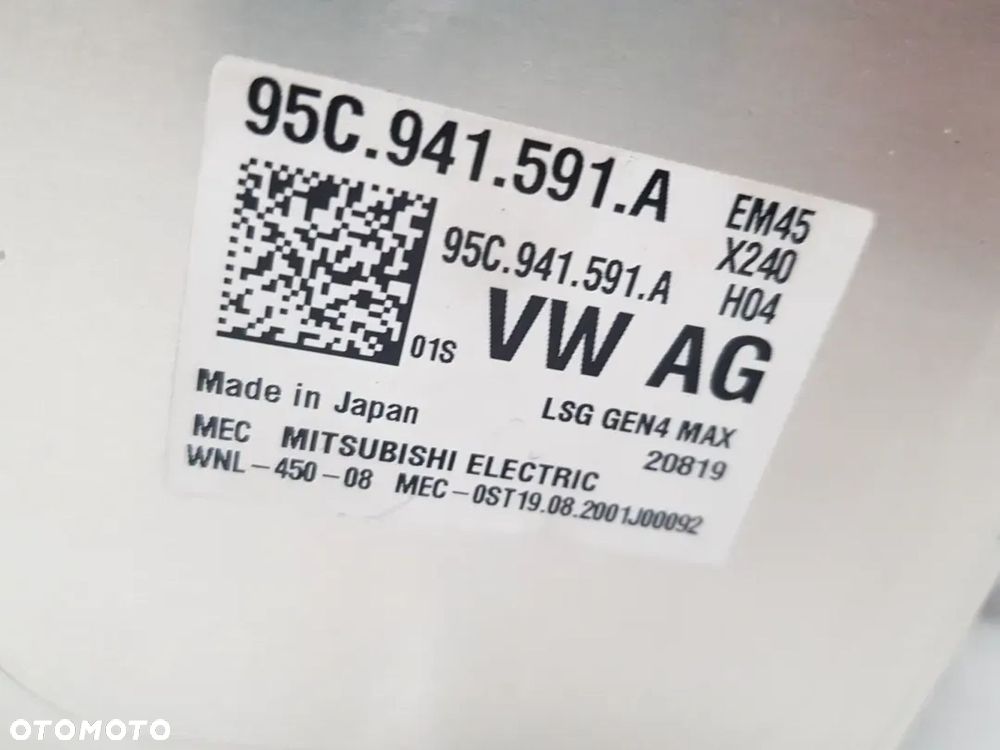 95C.941.591.A
EM45
X240
H04
95C.941.591.A
01S
VW AG
LSG GEN4 MAX
20819
Made in Japan
MEC MITSUBISHI ELECTRIC
WNL-450-08 MEC-0ST19.08.2001J00092
OTOMOTO